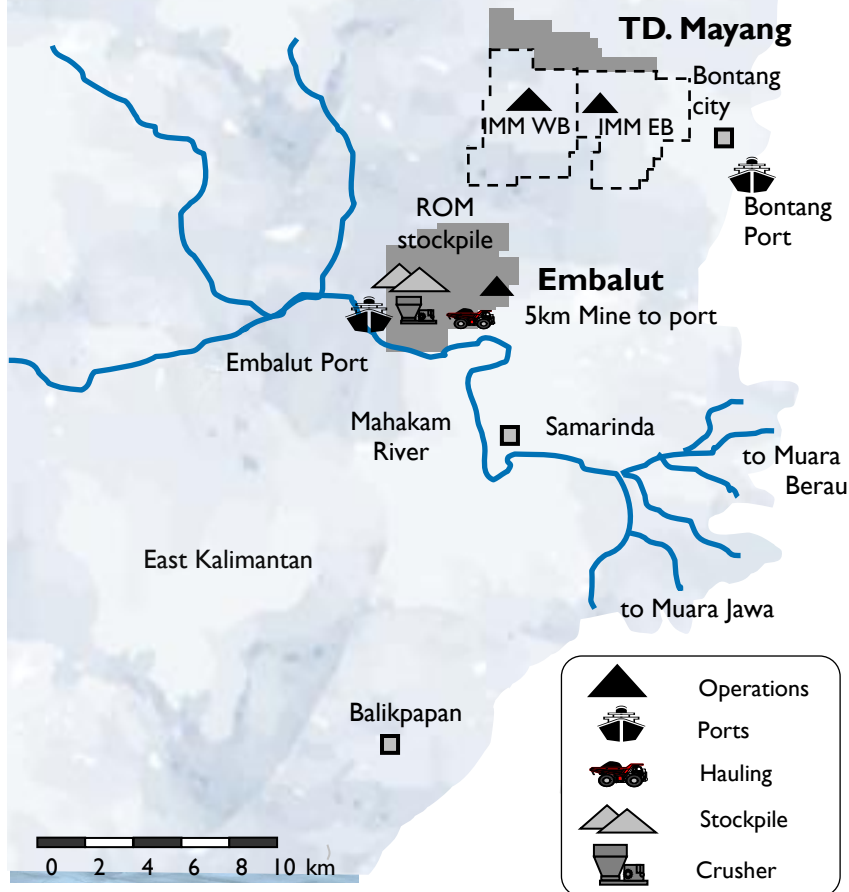 TD. Mayang
Bontang
city
IMM WB
IMM EB
Bontang
Port
ROM
stockpile
Embalut
5km Mine to port
Embalut Port
Mahakam
River
Samarinda
to Muara
Berau
East Kalimantan
to Muara Jawa
Balikpapan
Operations
Ports
Hauling
Stockpile
Crusher
0 2 4 6 8 10 km